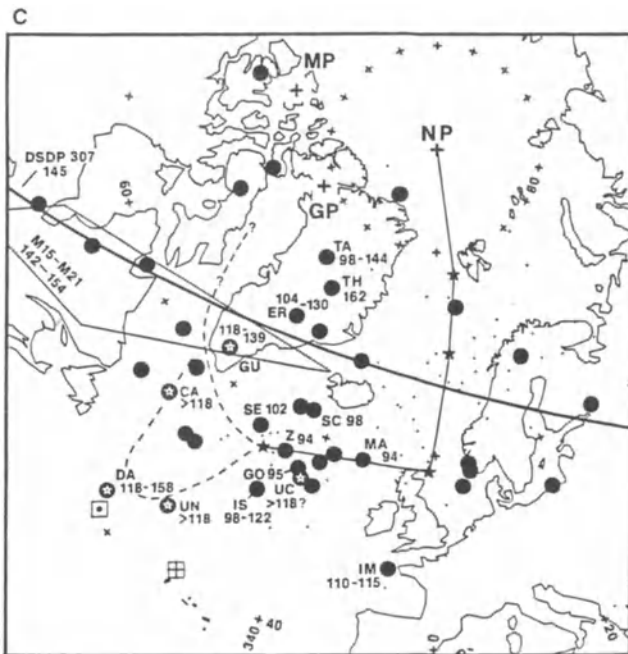 C
MP
NP
DSDP 307
145
60
GP
80
M15-M21
142-154
TA
98-144
TH
162
104-130
ER
118-139
GU
CA
>118
SE 102
SC 98
Z 94
MA
94
GO 95
UC
>118?
DA
118-158
UN
>118
IS
98-122
4
IM
110-115
340
40
0
20
?